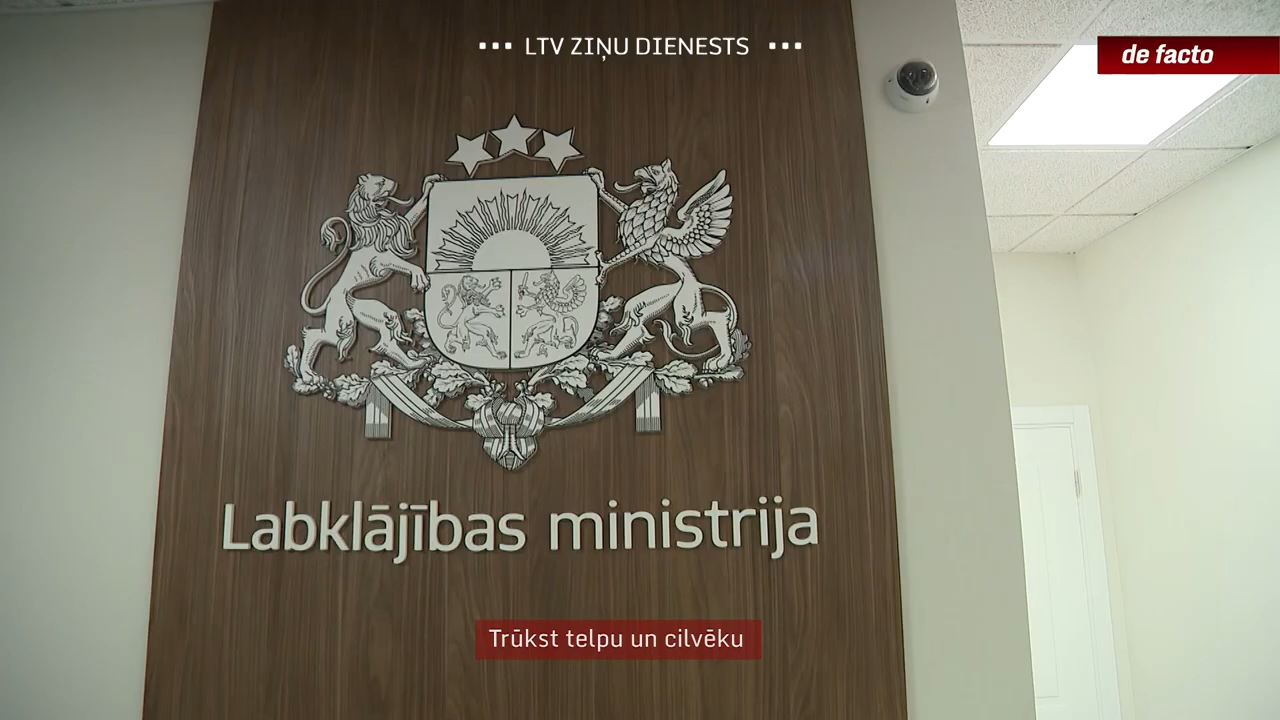 LTV ZIŅU DIENESTS
de facto
Labklājības ministrija
Trūkst telpu un cilvēku